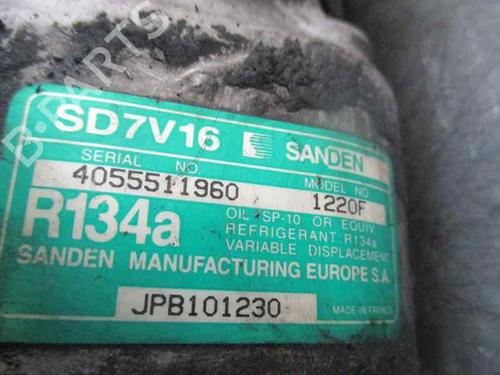 SD7V16 SANDEN
SERIAL NO. MODEL NO
4055511960 1220F
R134a
OIL :SP-10 OR EQUIV
REFRIGERANT :R134a
VARIABLE DISPLACEMENT
SANDEN MANUFACTURING EUROPE S.A.
JPB101230 MADE IN FRANCE
B-PARTS